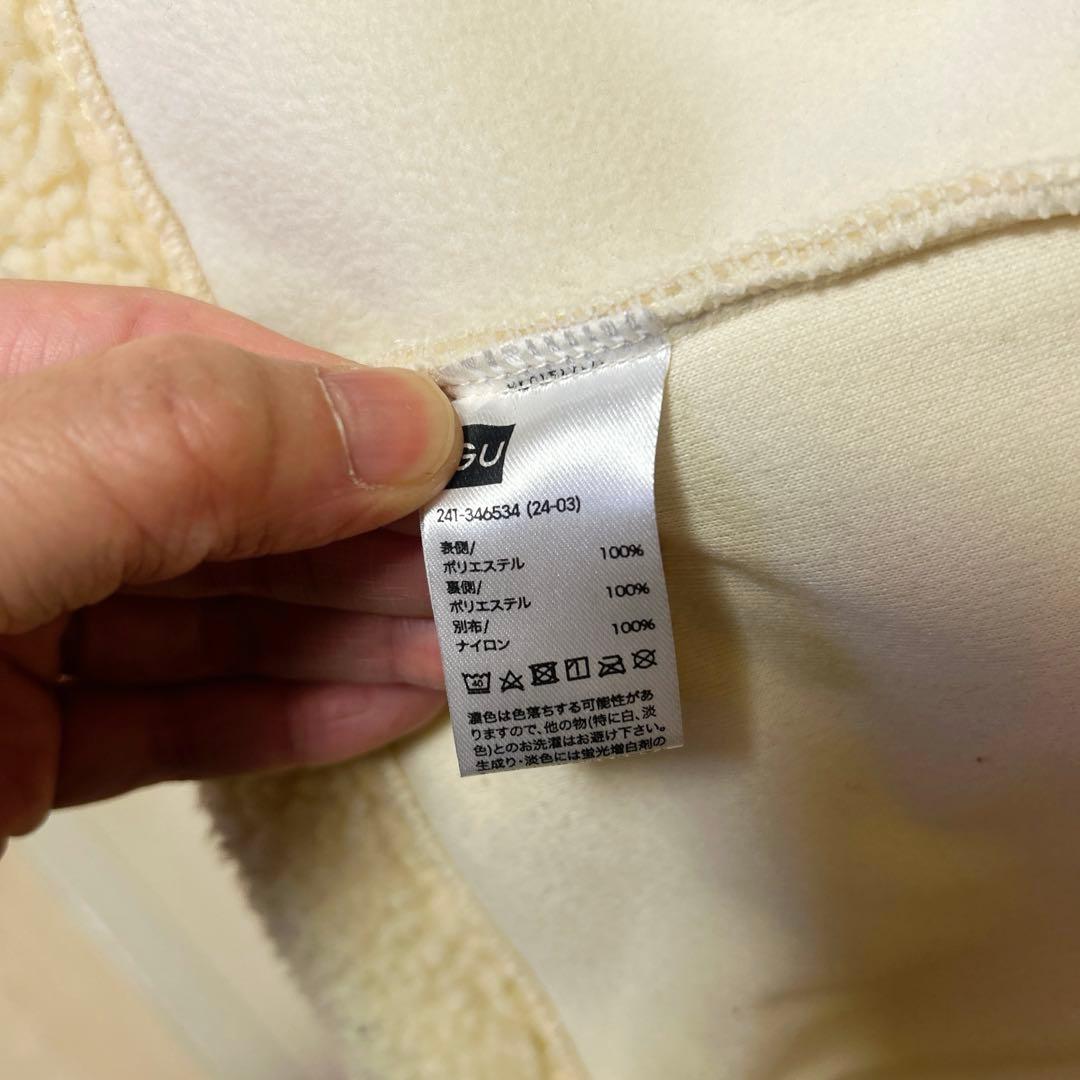 GU
241-346534 (24-03)
表側/
ポリエステル 100%
裏側/
ポリエステル 100%
別布/
ナイロン 100%
40
濃色は色落ちする可能性があ
りますので、他の物(特に白、淡
色)とのお洗濯はお避け下さい。
生成り・淡色には蛍光増白剤の